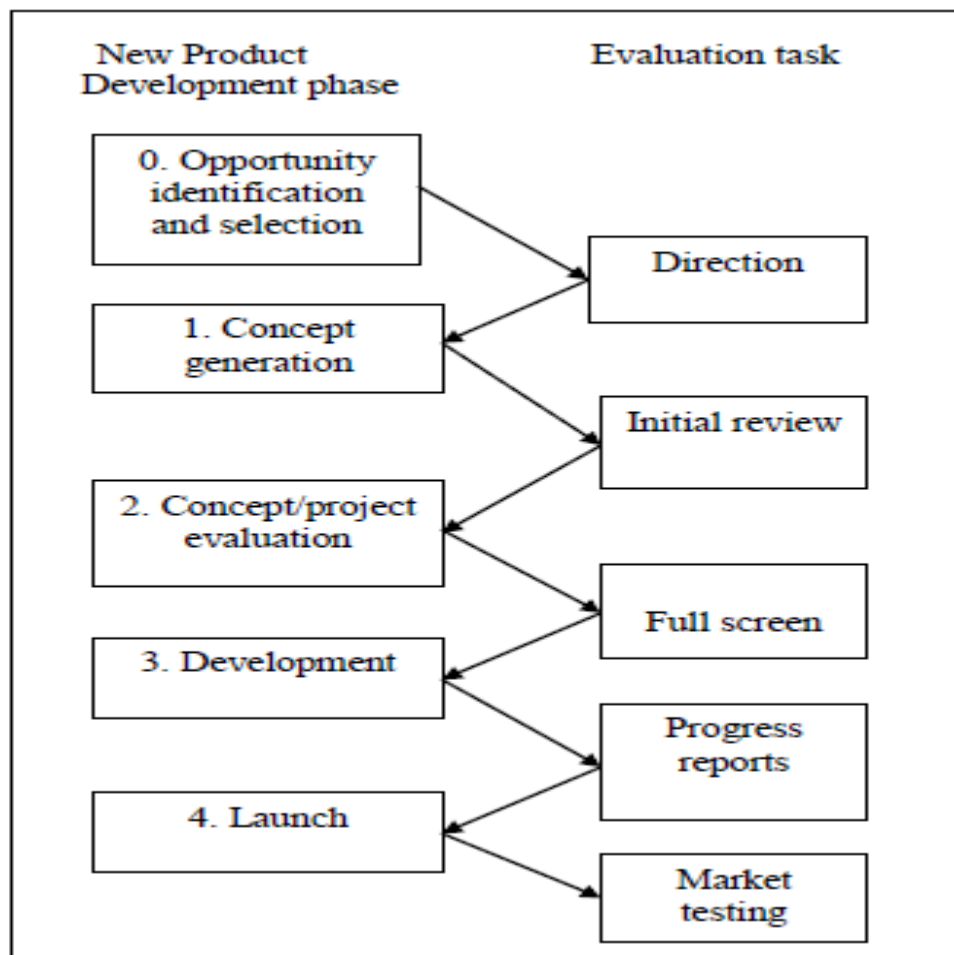 New Product
Development phase
Evaluation task
0. Opportunity
identification
and selection
Direction
1. Concept
generation
Initial review
2. Concept/project
evaluation
Full screen
3. Development
Progress
reports
4. Launch
Market
testing